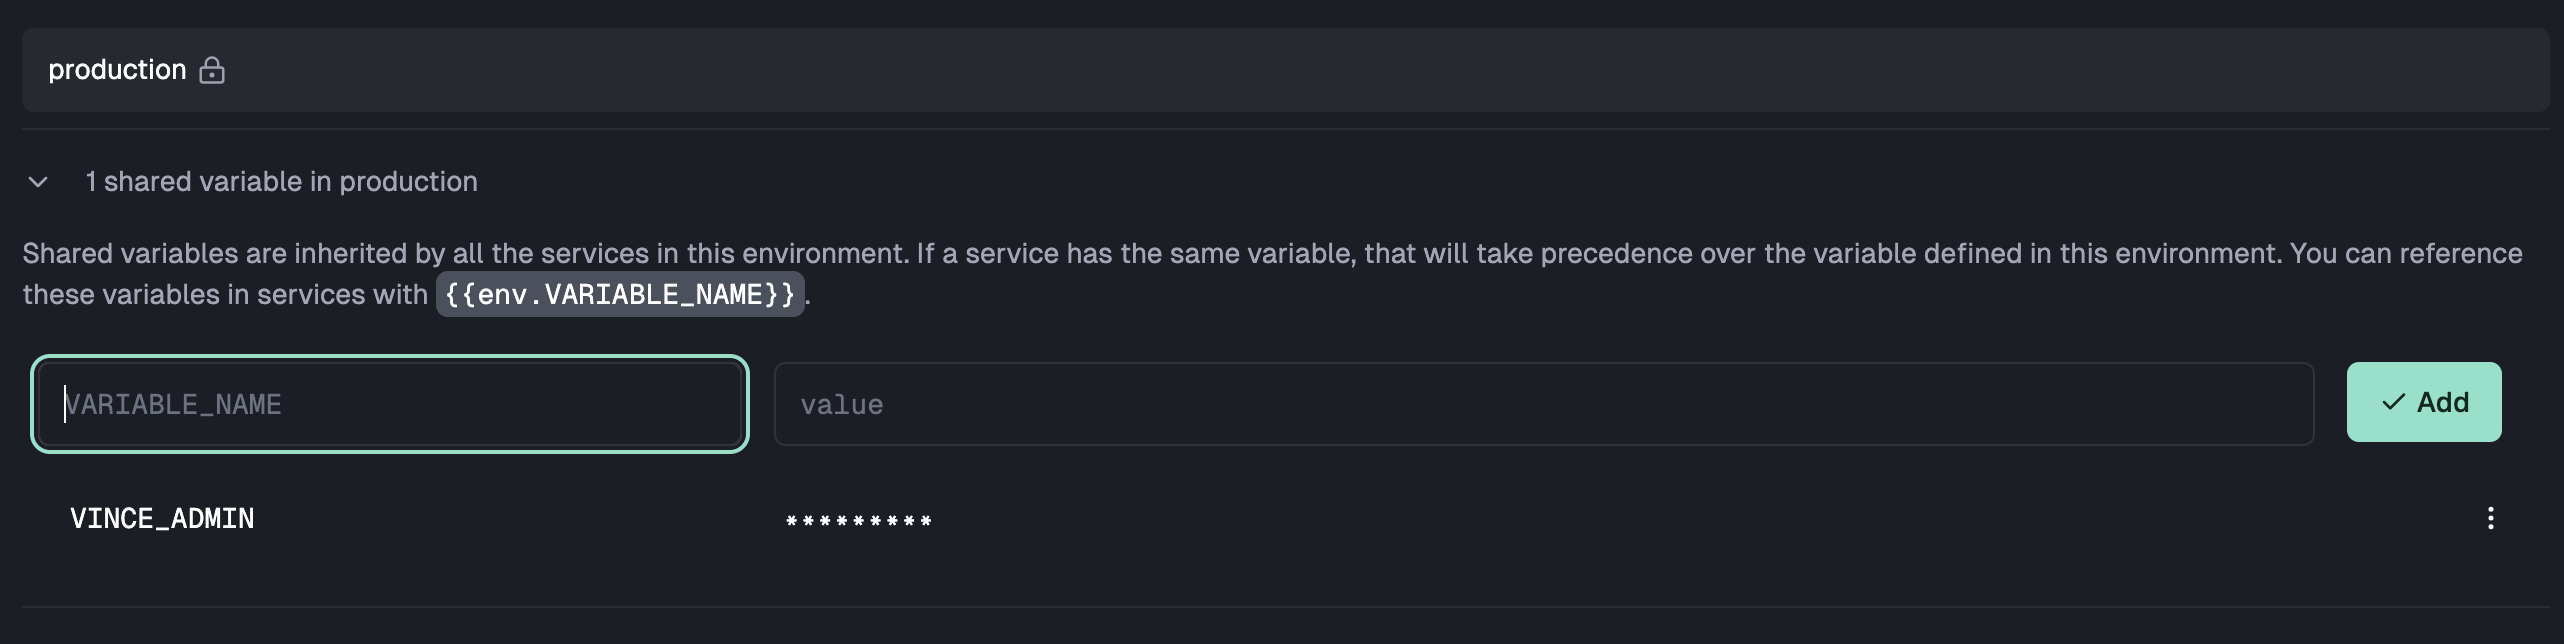 production
1 shared variable in production
Shared variables are inherited by all the services in this environment. If a service has the same variable, that will take precedence over the variable defined in this environment. You can reference
these variables in services with {{env.VARIABLE_NAME}}.
VARIABLE_NAME value Add
VINCE_ADMIN *********